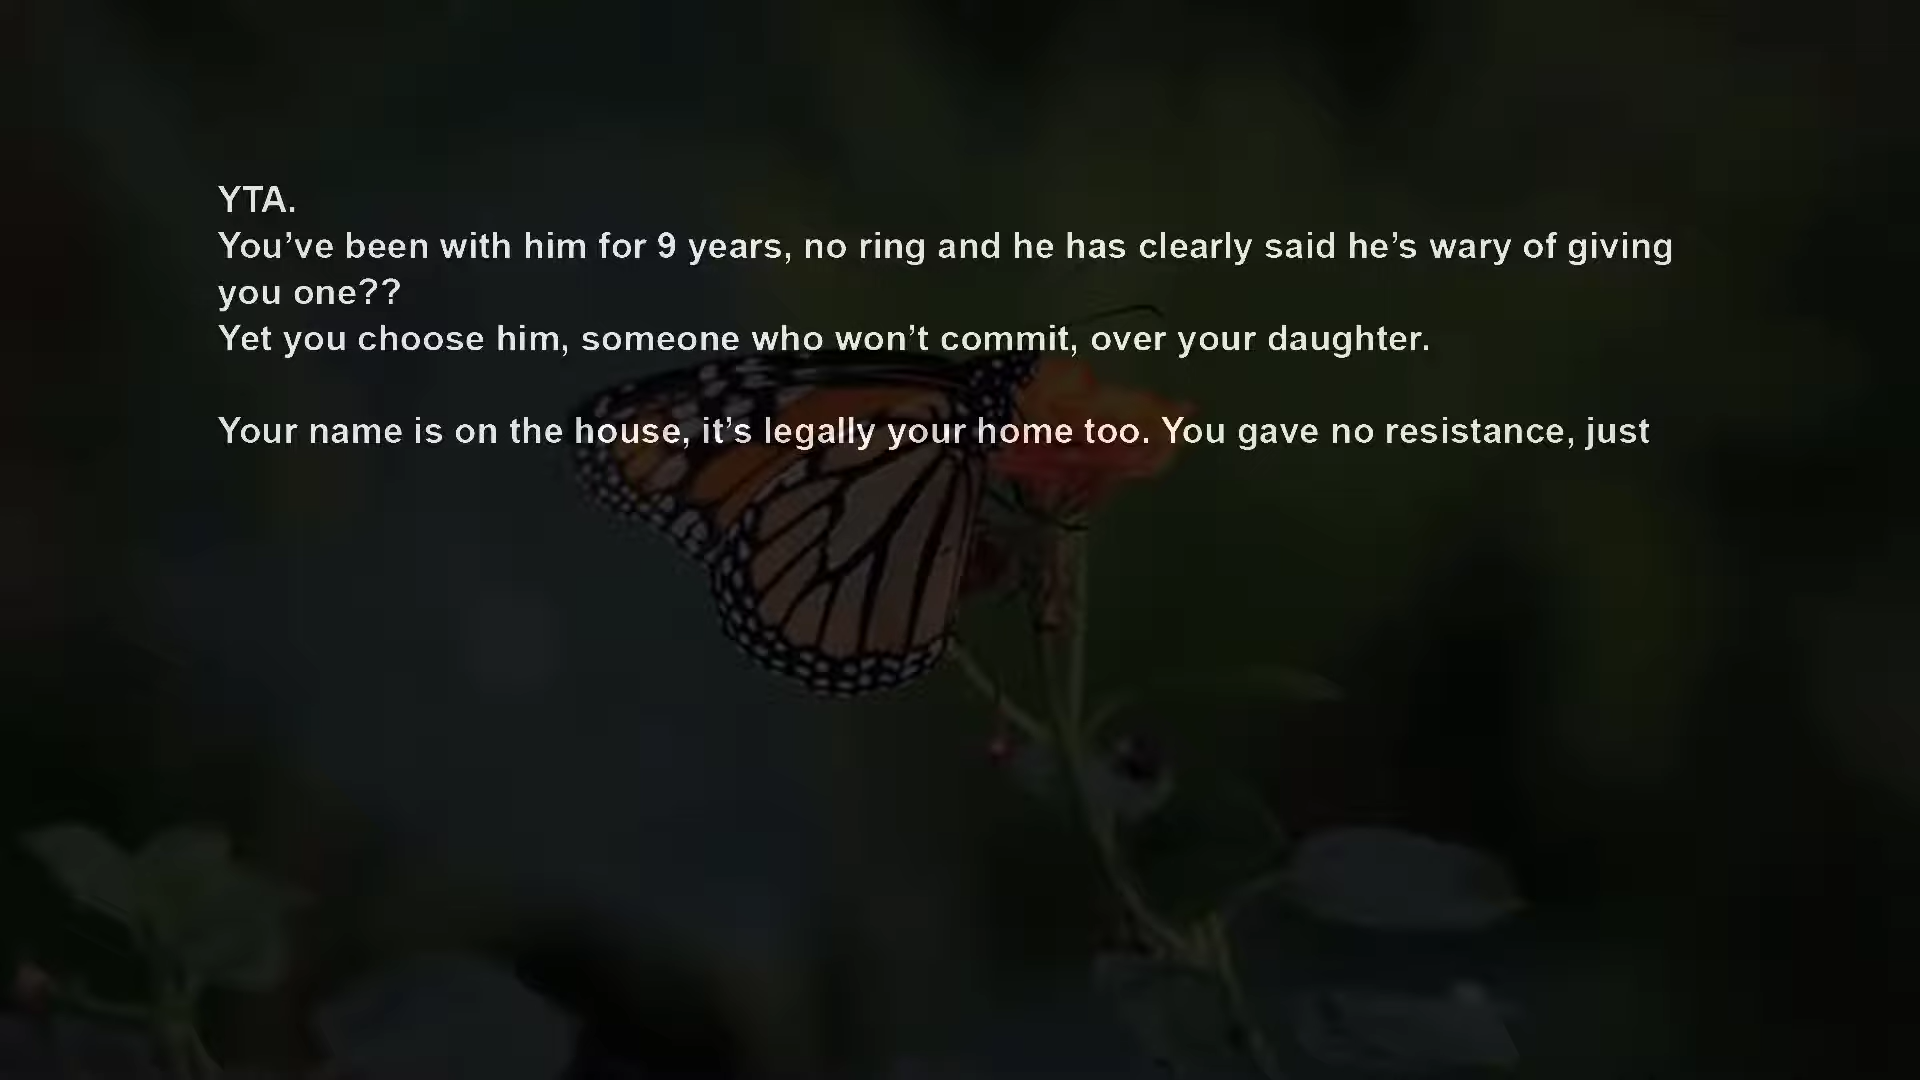 YTA.
You’ve been with him for 9 years, no ring and he has clearly said he’s wary of giving
you one??
Yet you choose him, someone who won’t commit, over your daughter.
Your name is on the house, it’s legally your home too. You gave no resistance, just